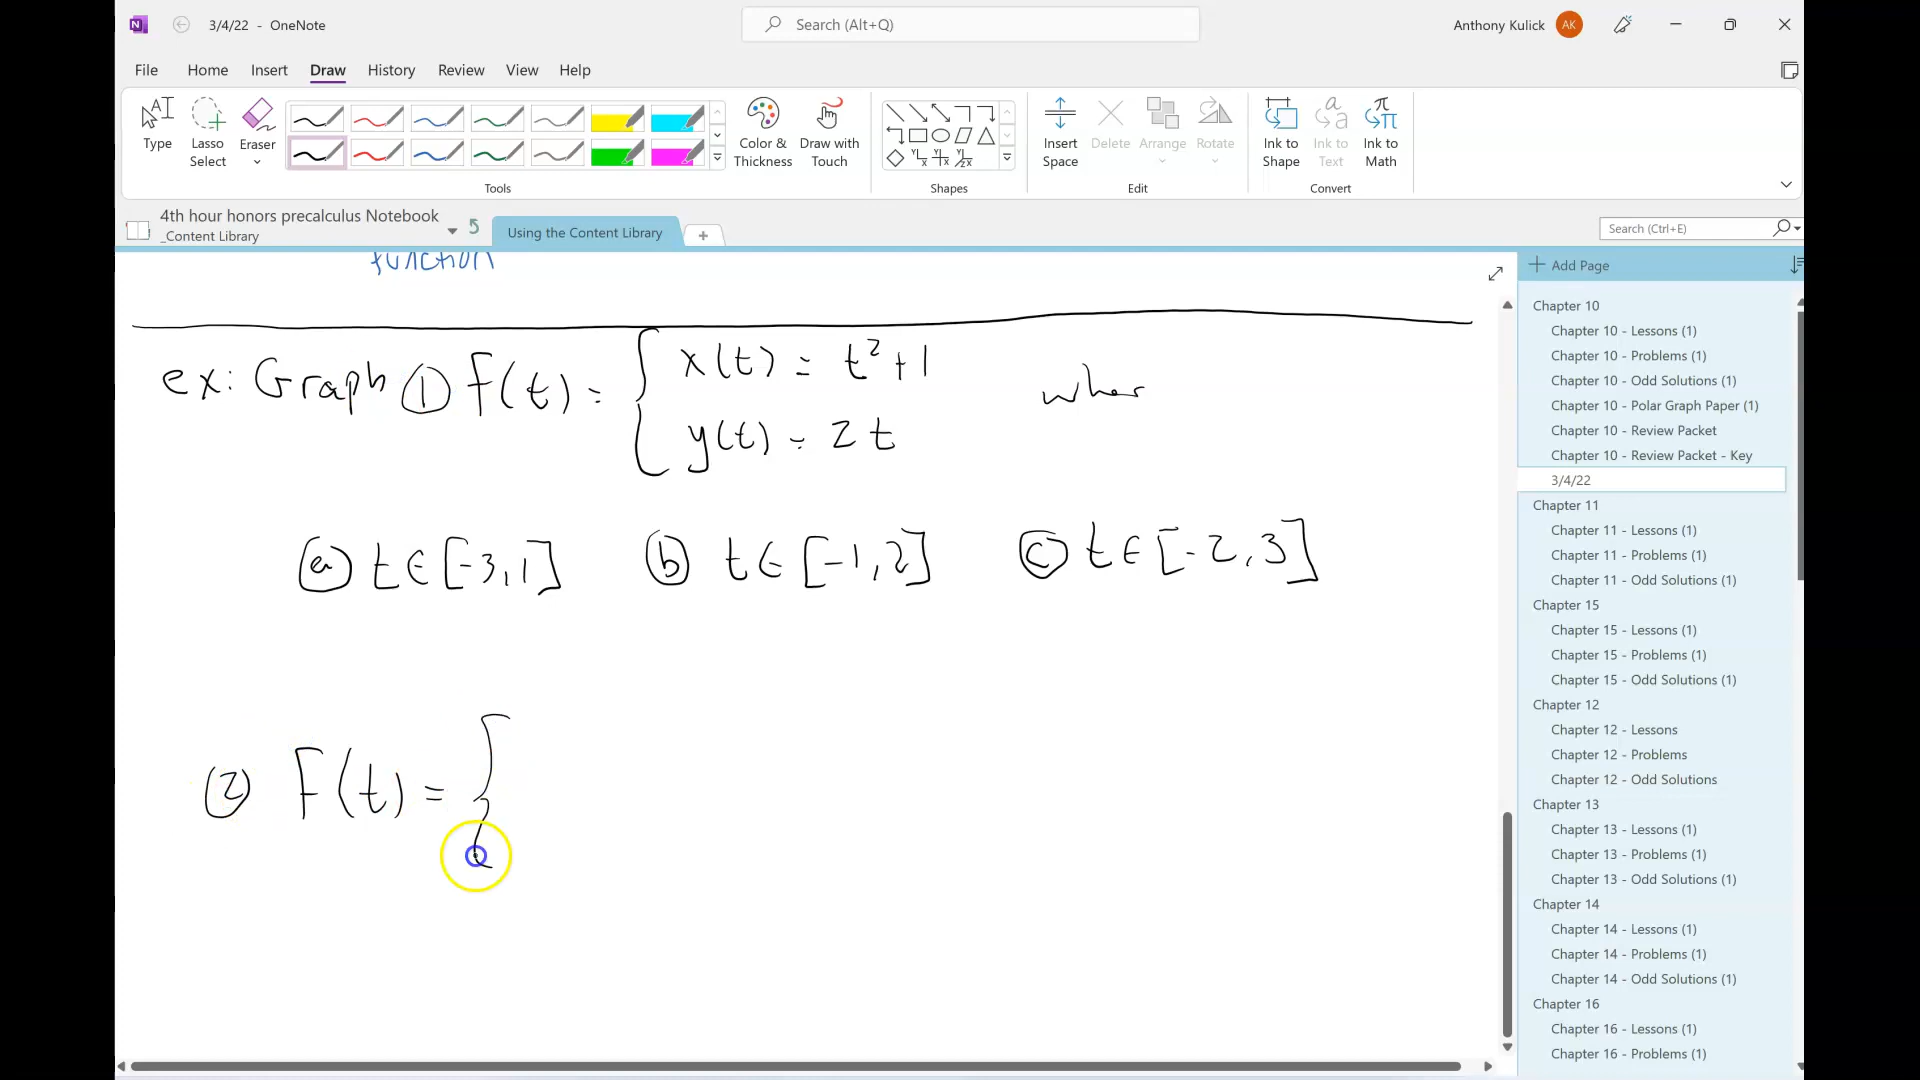 3/4/22 - OneNote
Search (Alt+Q)
Anthony Kulick AK
File Home Insert Draw History Review View Help
Type
Lasso Select
Eraser
Color & Thickness
Draw with Touch
Insert Space
Delete
Arrange
Rotate
Ink to Shape
Ink to Text
Ink to Math
Tools Shapes Edit Convert
4th hour honors precalculus Notebook
_Content Library
Using the Content Library
Search (Ctrl+E)
function
ex: Graph ① F(t) = { x(t) = t²+1 wher
y(t) = 2t
ⓐ t∈[-3,1] ⓑ t∈[-1,2] ⓒ t∈[-2,3]
② F(t) = {
Add Page
Chapter 10
Chapter 10 - Lessons (1)
Chapter 10 - Problems (1)
Chapter 10 - Odd Solutions (1)
Chapter 10 - Polar Graph Paper (1)
Chapter 10 - Review Packet
Chapter 10 - Review Packet - Key
3/4/22
Chapter 11
Chapter 11 - Lessons (1)
Chapter 11 - Problems (1)
Chapter 11 - Odd Solutions (1)
Chapter 15
Chapter 15 - Lessons (1)
Chapter 15 - Problems (1)
Chapter 15 - Odd Solutions (1)
Chapter 12
Chapter 12 - Lessons
Chapter 12 - Problems
Chapter 12 - Odd Solutions
Chapter 13
Chapter 13 - Lessons (1)
Chapter 13 - Problems (1)
Chapter 13 - Odd Solutions (1)
Chapter 14
Chapter 14 - Lessons (1)
Chapter 14 - Problems (1)
Chapter 14 - Odd Solutions (1)
Chapter 16
Chapter 16 - Lessons (1)
Chapter 16 - Problems (1)